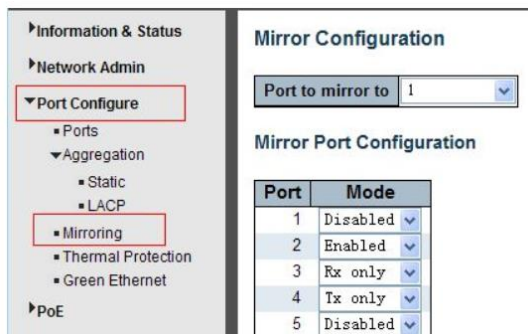 Information & Status
Network Admin
Port Configure
Ports
Aggregation
Static
LACP
Mirroring
Thermal Protection
Green Ethernet
PoE
Mirror Configuration
Port to mirror to 1
Mirror Port Configuration
Port Mode
1 Disabled
2 Enabled
3 Rx only
4 Tx only
5 Disabled